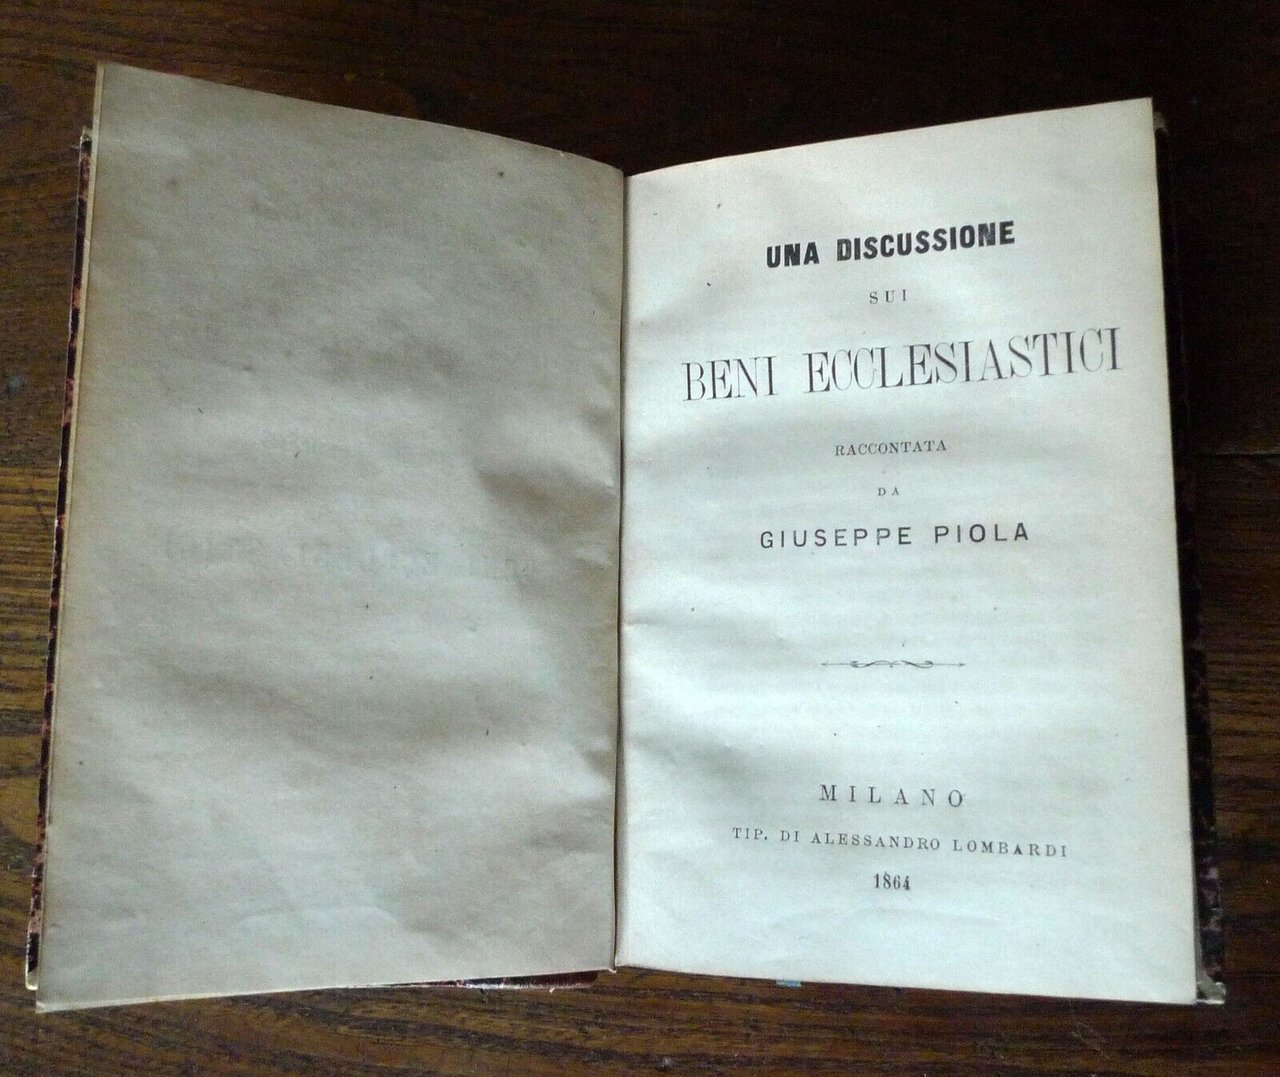 UNA DISCUSSIONE
SUI
BENI ECCLESIASTICI
RACCONTATA
DA
GIUSEPPE PIOLA
MILANO
TIP. DI ALESSANDRO LOMBARDI
1864